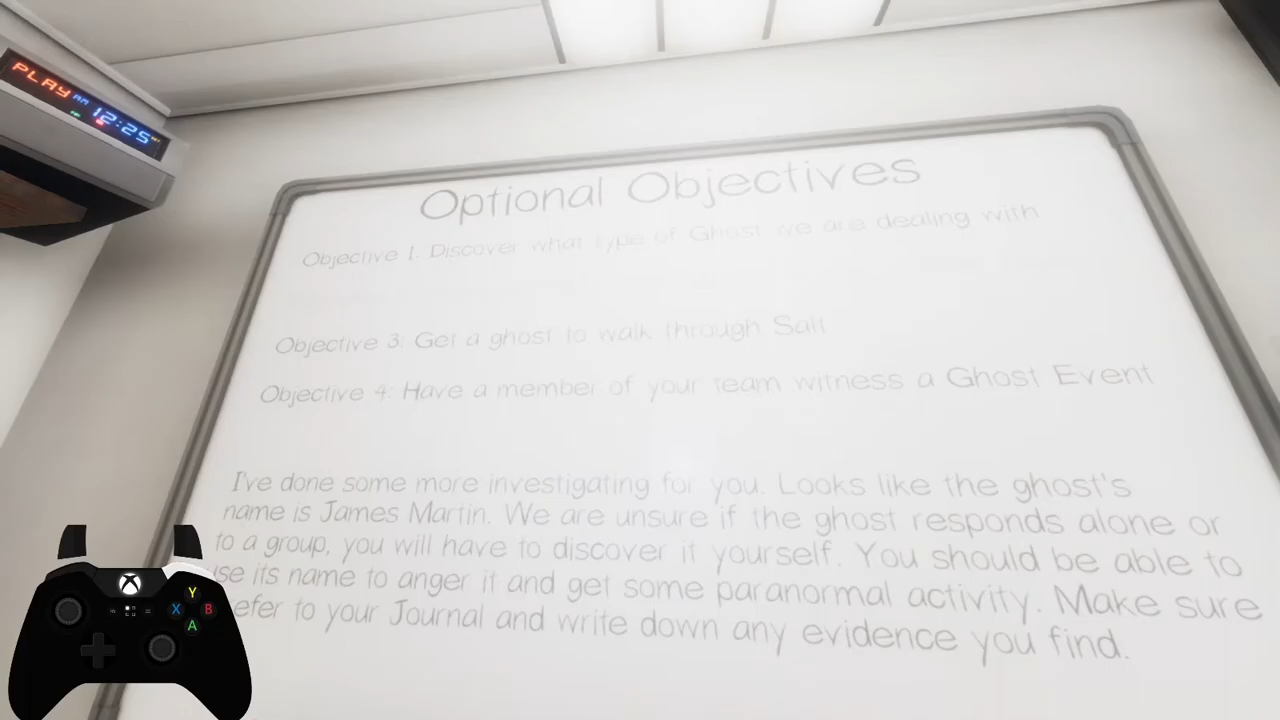 PLAY AM 12:25
Optional Objectives
Objective 1: Discover what type of Ghost we are dealing with
Objective 3: Get a ghost to walk through Salt
Objective 4: Have a member of your team witness a Ghost Event
I've done some more investigating for you. Looks like the ghost's
name is James Martin. We are unsure if the ghost responds alone or
to a group, you will have to discover it yourself. You should be able to
use its name to anger it and get some paranormal activity. Make sure
refer to your Journal and write down any evidence you find.
Y
X
B
A